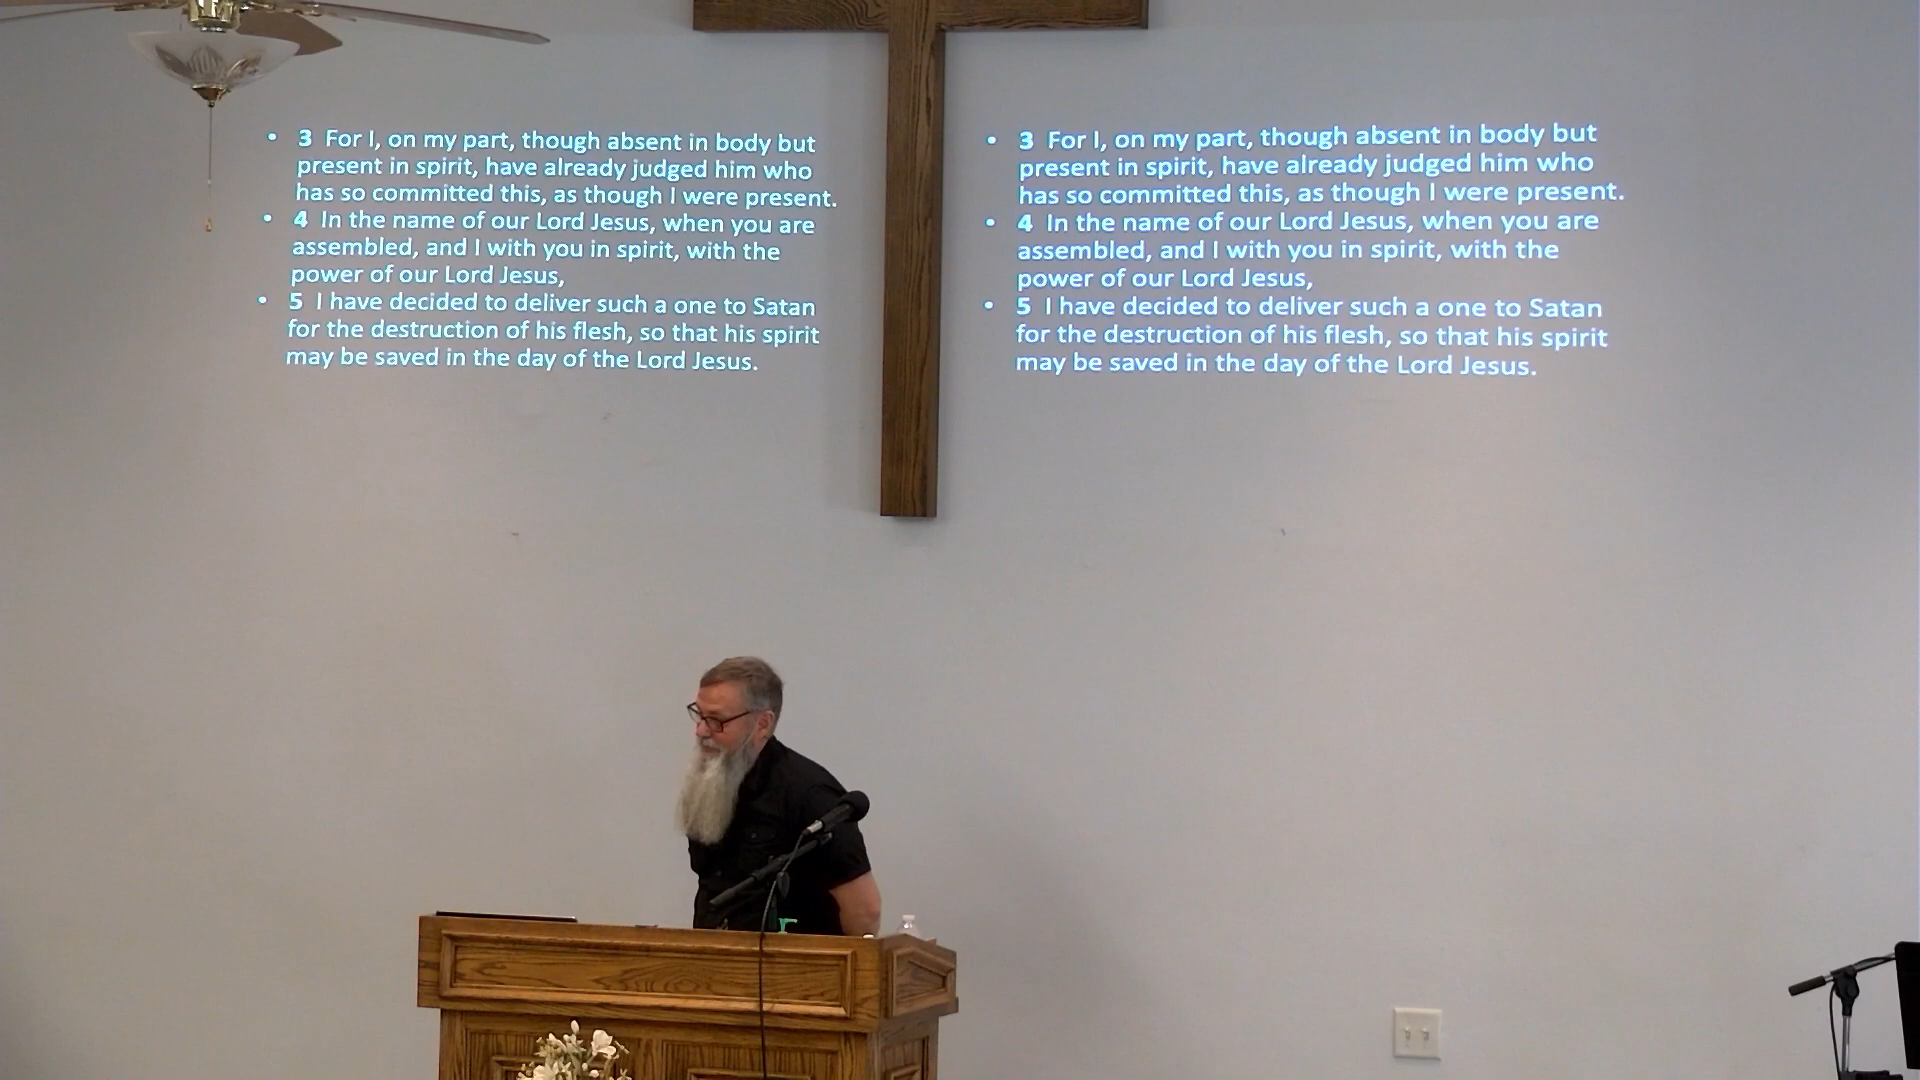 • 3 For I, on my part, though absent in body but
present in spirit, have already judged him who
has so committed this, as though I were present.
• 4 In the name of our Lord Jesus, when you are
assembled, and I with you in spirit, with the
power of our Lord Jesus,
• 5 I have decided to deliver such a one to Satan
for the destruction of his flesh, so that his spirit
may be saved in the day of the Lord Jesus.
• 3 For I, on my part, though absent in body but
present in spirit, have already judged him who
has so committed this, as though I were present.
• 4 In the name of our Lord Jesus, when you are
assembled, and I with you in spirit, with the
power of our Lord Jesus,
• 5 I have decided to deliver such a one to Satan
for the destruction of his flesh, so that his spirit
may be saved in the day of the Lord Jesus.